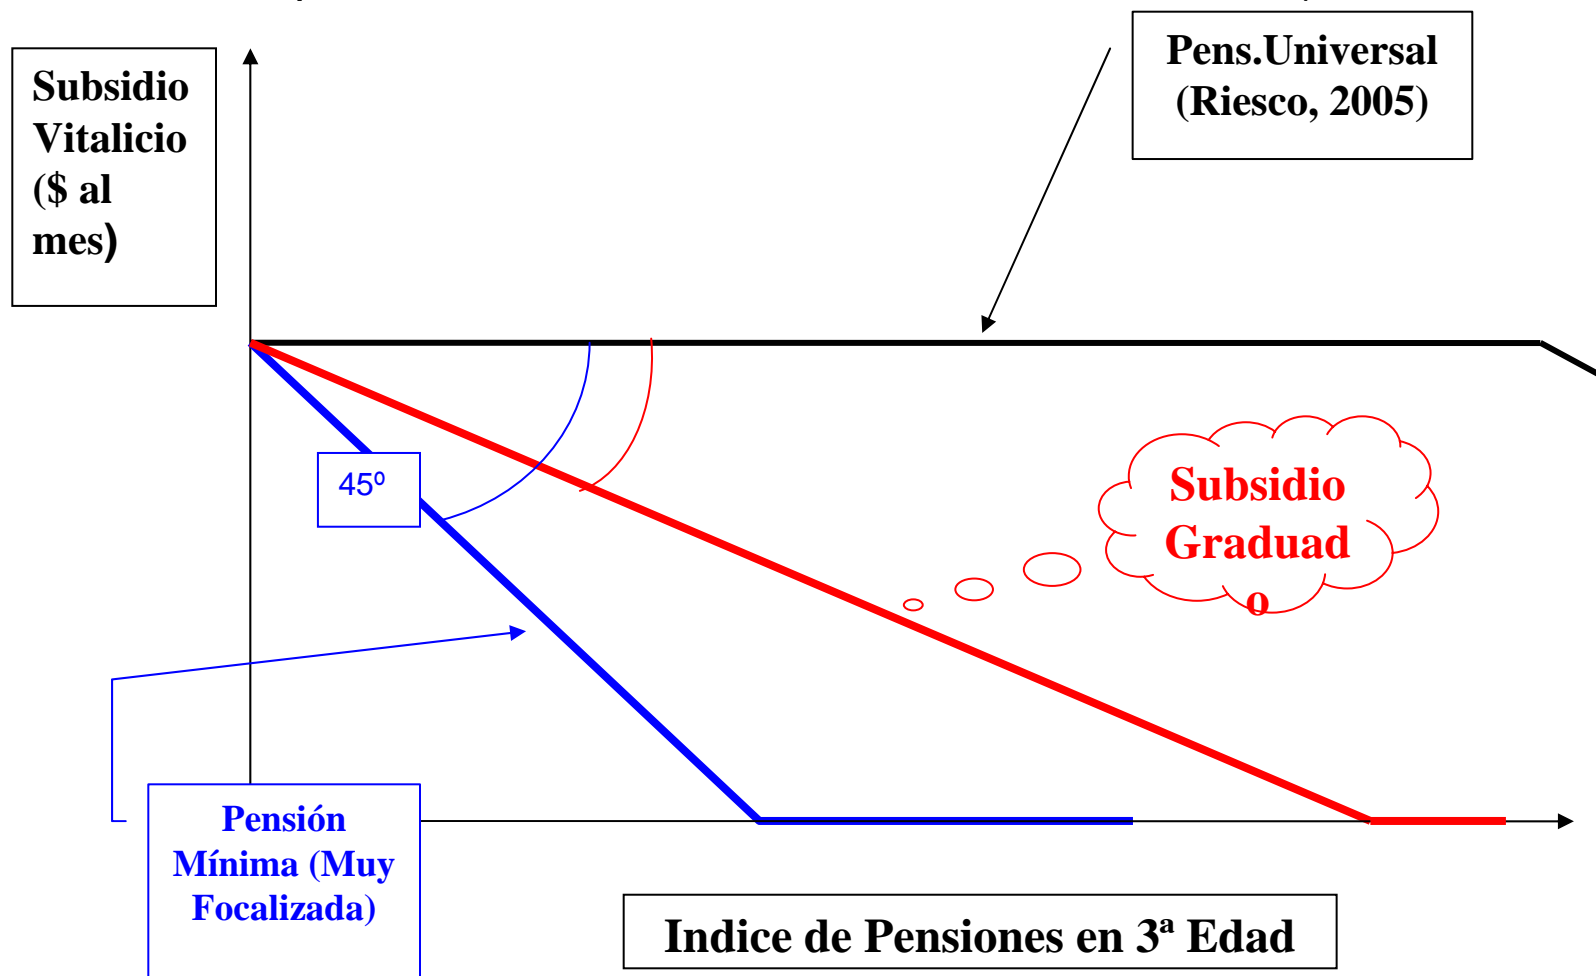 Subsidio
Vitalicio
($ al
mes)
Pens.Universal
(Riesco, 2005)
45º
Subsidio
Graduad
o
Pensión
Mínima (Muy
Focalizada)
Indice de Pensiones en 3ª Edad